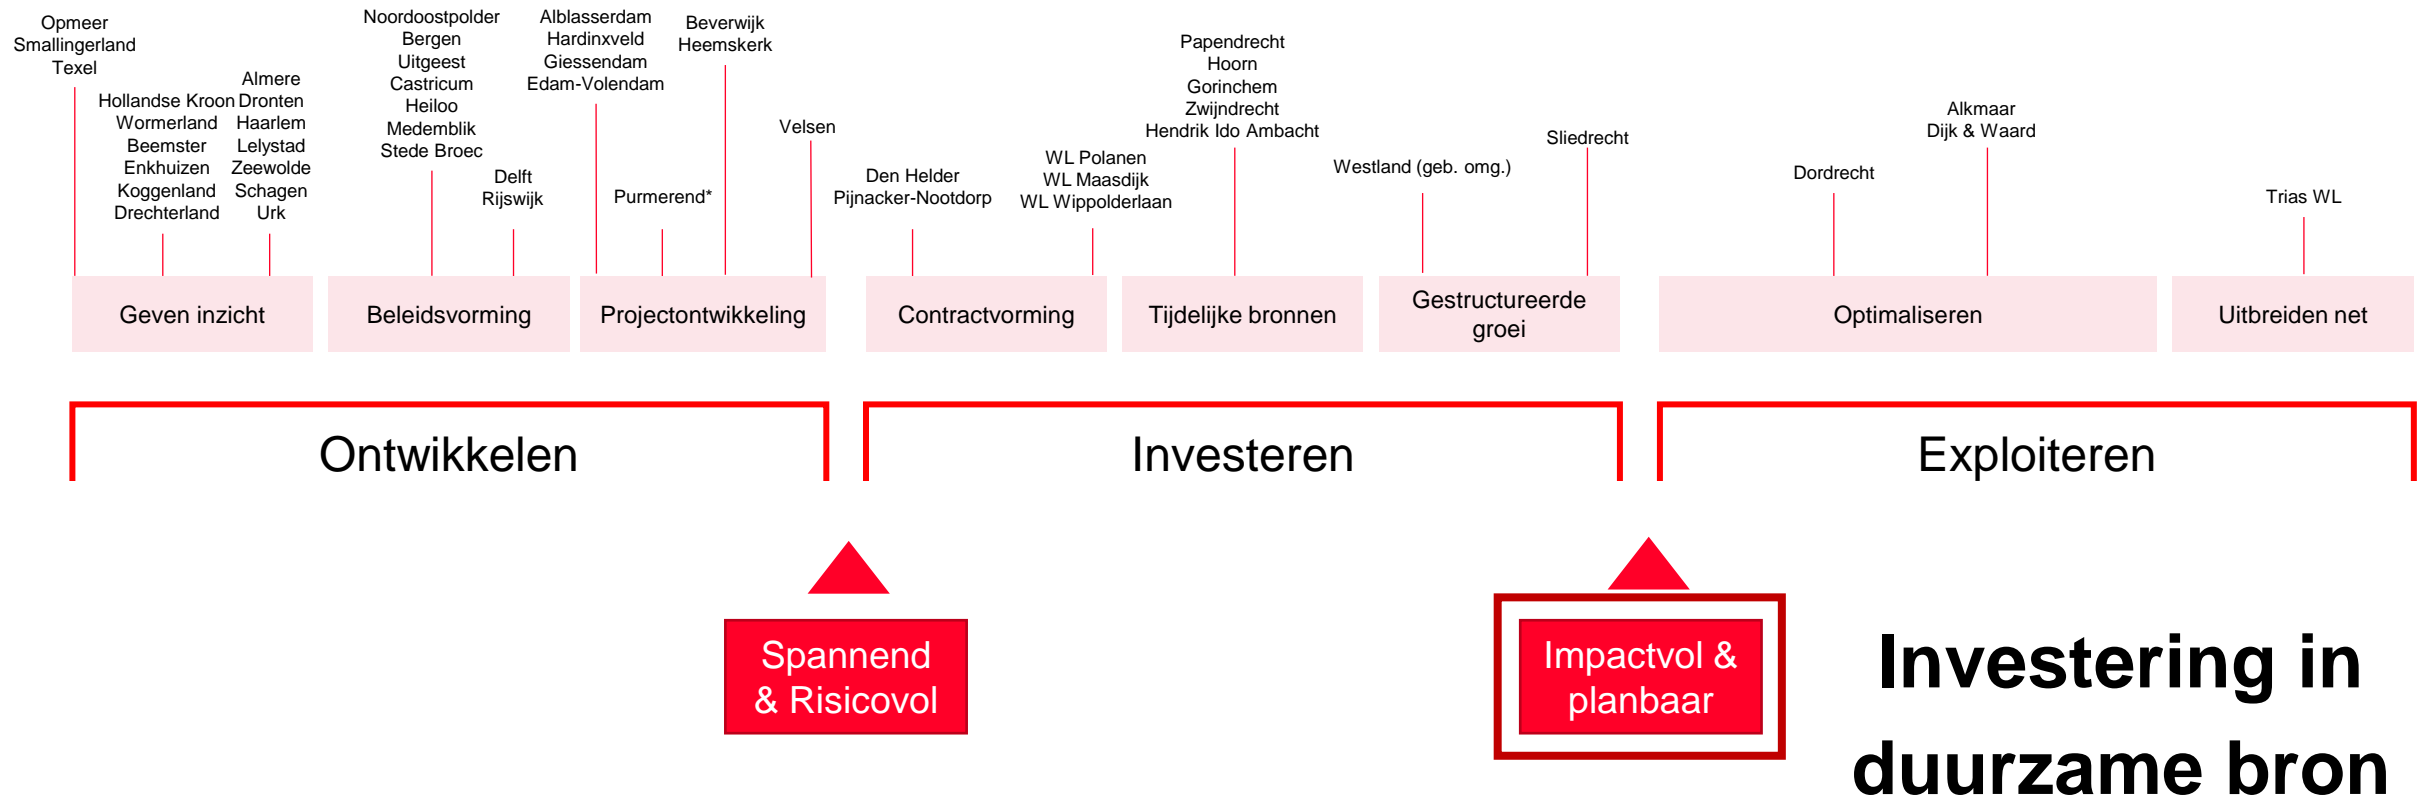 Opmeer
Smallingerland
Texel
Hollandse Kroon
Wormerland
Beemster
Enkhuizen
Koggenland
Drechterland
Almere
Dronten
Haarlem
Lelystad
Zeewolde
Schagen
Urk
Noordoostpolder
Bergen
Uitgeest
Castricum
Heiloo
Medemblik
Stede Broec
Delft
Rijswijk
Alblasserdam
Hardinxveld
Giessendam
Edam-Volendam
Purmerend*
Beverwijk
Heemskerk
Velsen
Den Helder
Pijnacker-Nootdorp
WL Polanen
WL Maasdijk
WL Wippolderlaan
Papendrecht
Hoorn
Gorinchem
Zwijndrecht
Hendrik Ido Ambacht
Westland (geb. omg.)
Sliedrecht
Dordrecht
Alkmaar
Dijk & Waard
Trias WL
Geven inzicht
Beleidsvorming
Projectontwikkeling
Contractvorming
Tijdelijke bronnen
Gestructureerde
groei
Optimaliseren
Uitbreiden net
Ontwikkelen
Investeren
Exploiteren
Spannend
& Risicovol
Impactvol &
planbaar
Investering in
duurzame bron